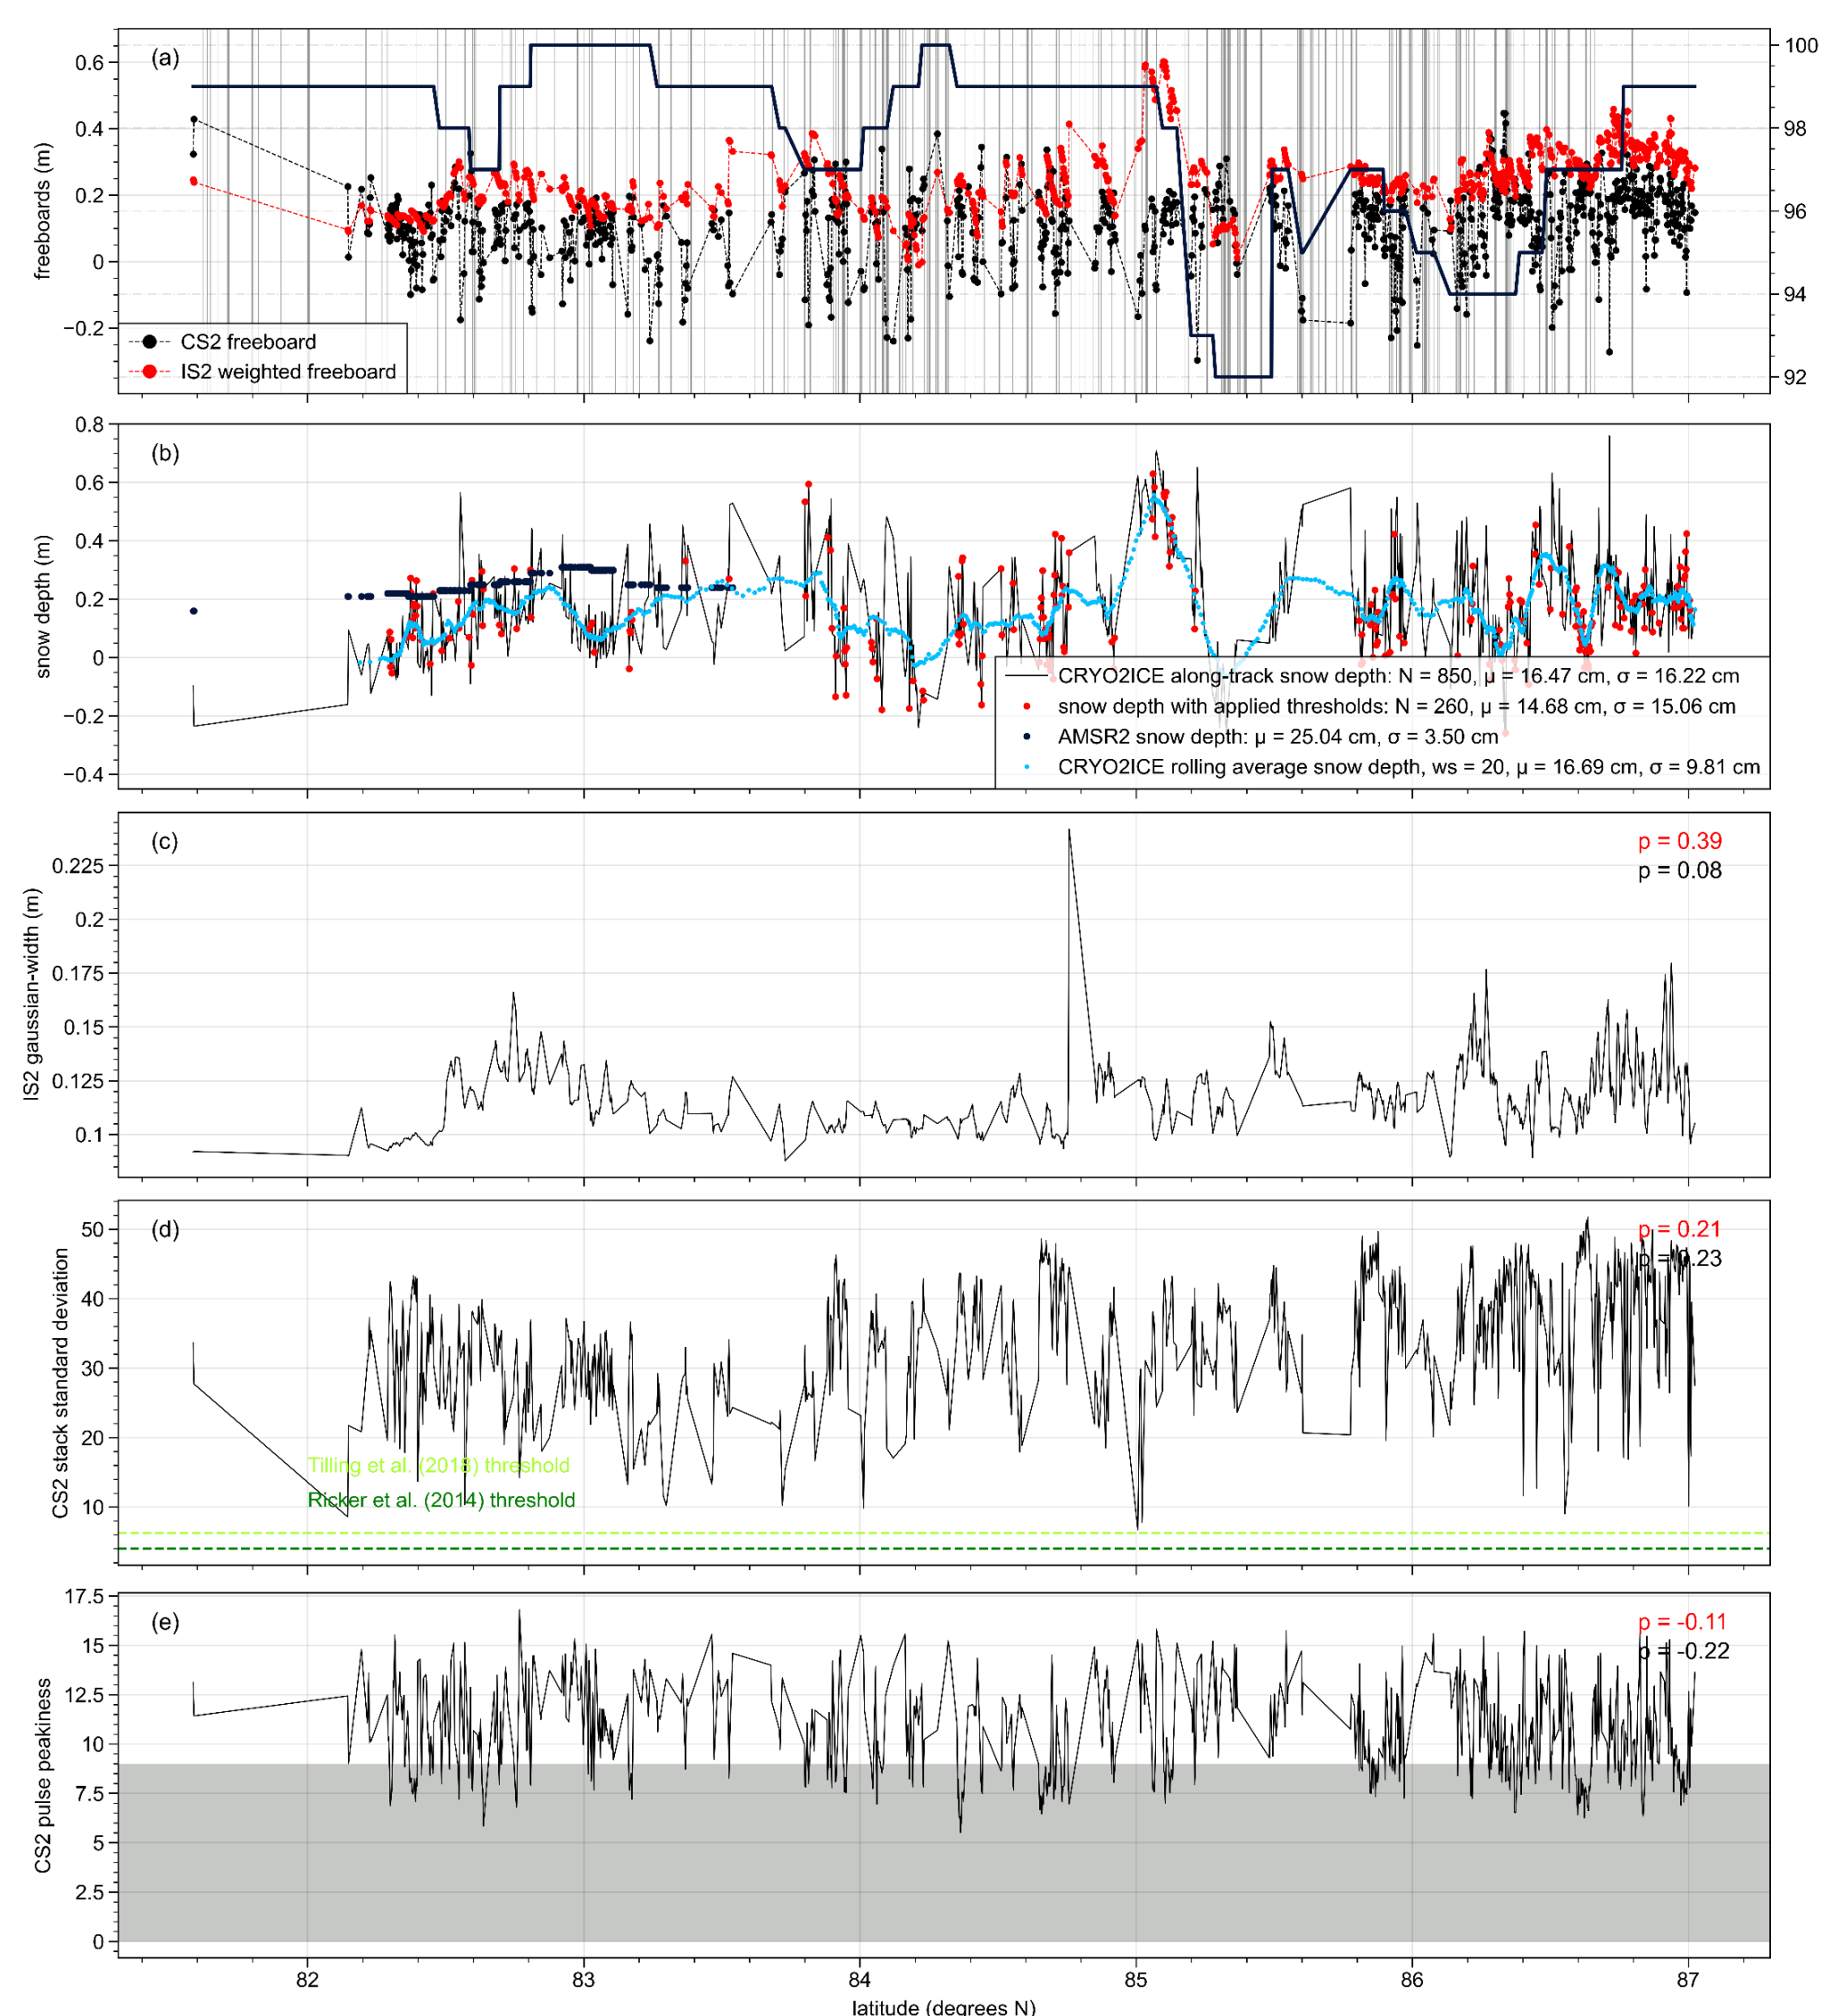 (a)
freeboards (m)
0.6
0.4
0.2
0
−0.2
100
98
96
94
92
CS2 freeboard
IS2 weighted freeboard
(b)
snow depth (m)
0.8
0.6
0.4
0.2
0
−0.2
−0.4
CRYO2ICE along-track snow depth: N = 850, μ = 16.47 cm, σ = 16.22 cm
snow depth with applied thresholds: N = 260, μ = 14.68 cm, σ = 15.06 cm
AMSR2 snow depth: μ = 25.04 cm, σ = 3.50 cm
CRYO2ICE rolling average snow depth, ws = 20, μ = 16.69 cm, σ = 9.81 cm
(c)
IS2 gaussian-width (m)
0.225
0.2
0.175
0.15
0.125
0.1
p = 0.39
p = 0.08
(d)
CS2 stack standard deviation
50
40
30
20
10
p = 0.21
p = 0.23
Tilling et al. (2018) threshold
Ricker et al. (2014) threshold
(e)
CS2 pulse peakiness
17.5
15
12.5
10
7.5
5
2.5
0
p = -0.11
p = -0.22
82
83
84
85
86
87
latitude (degrees N)